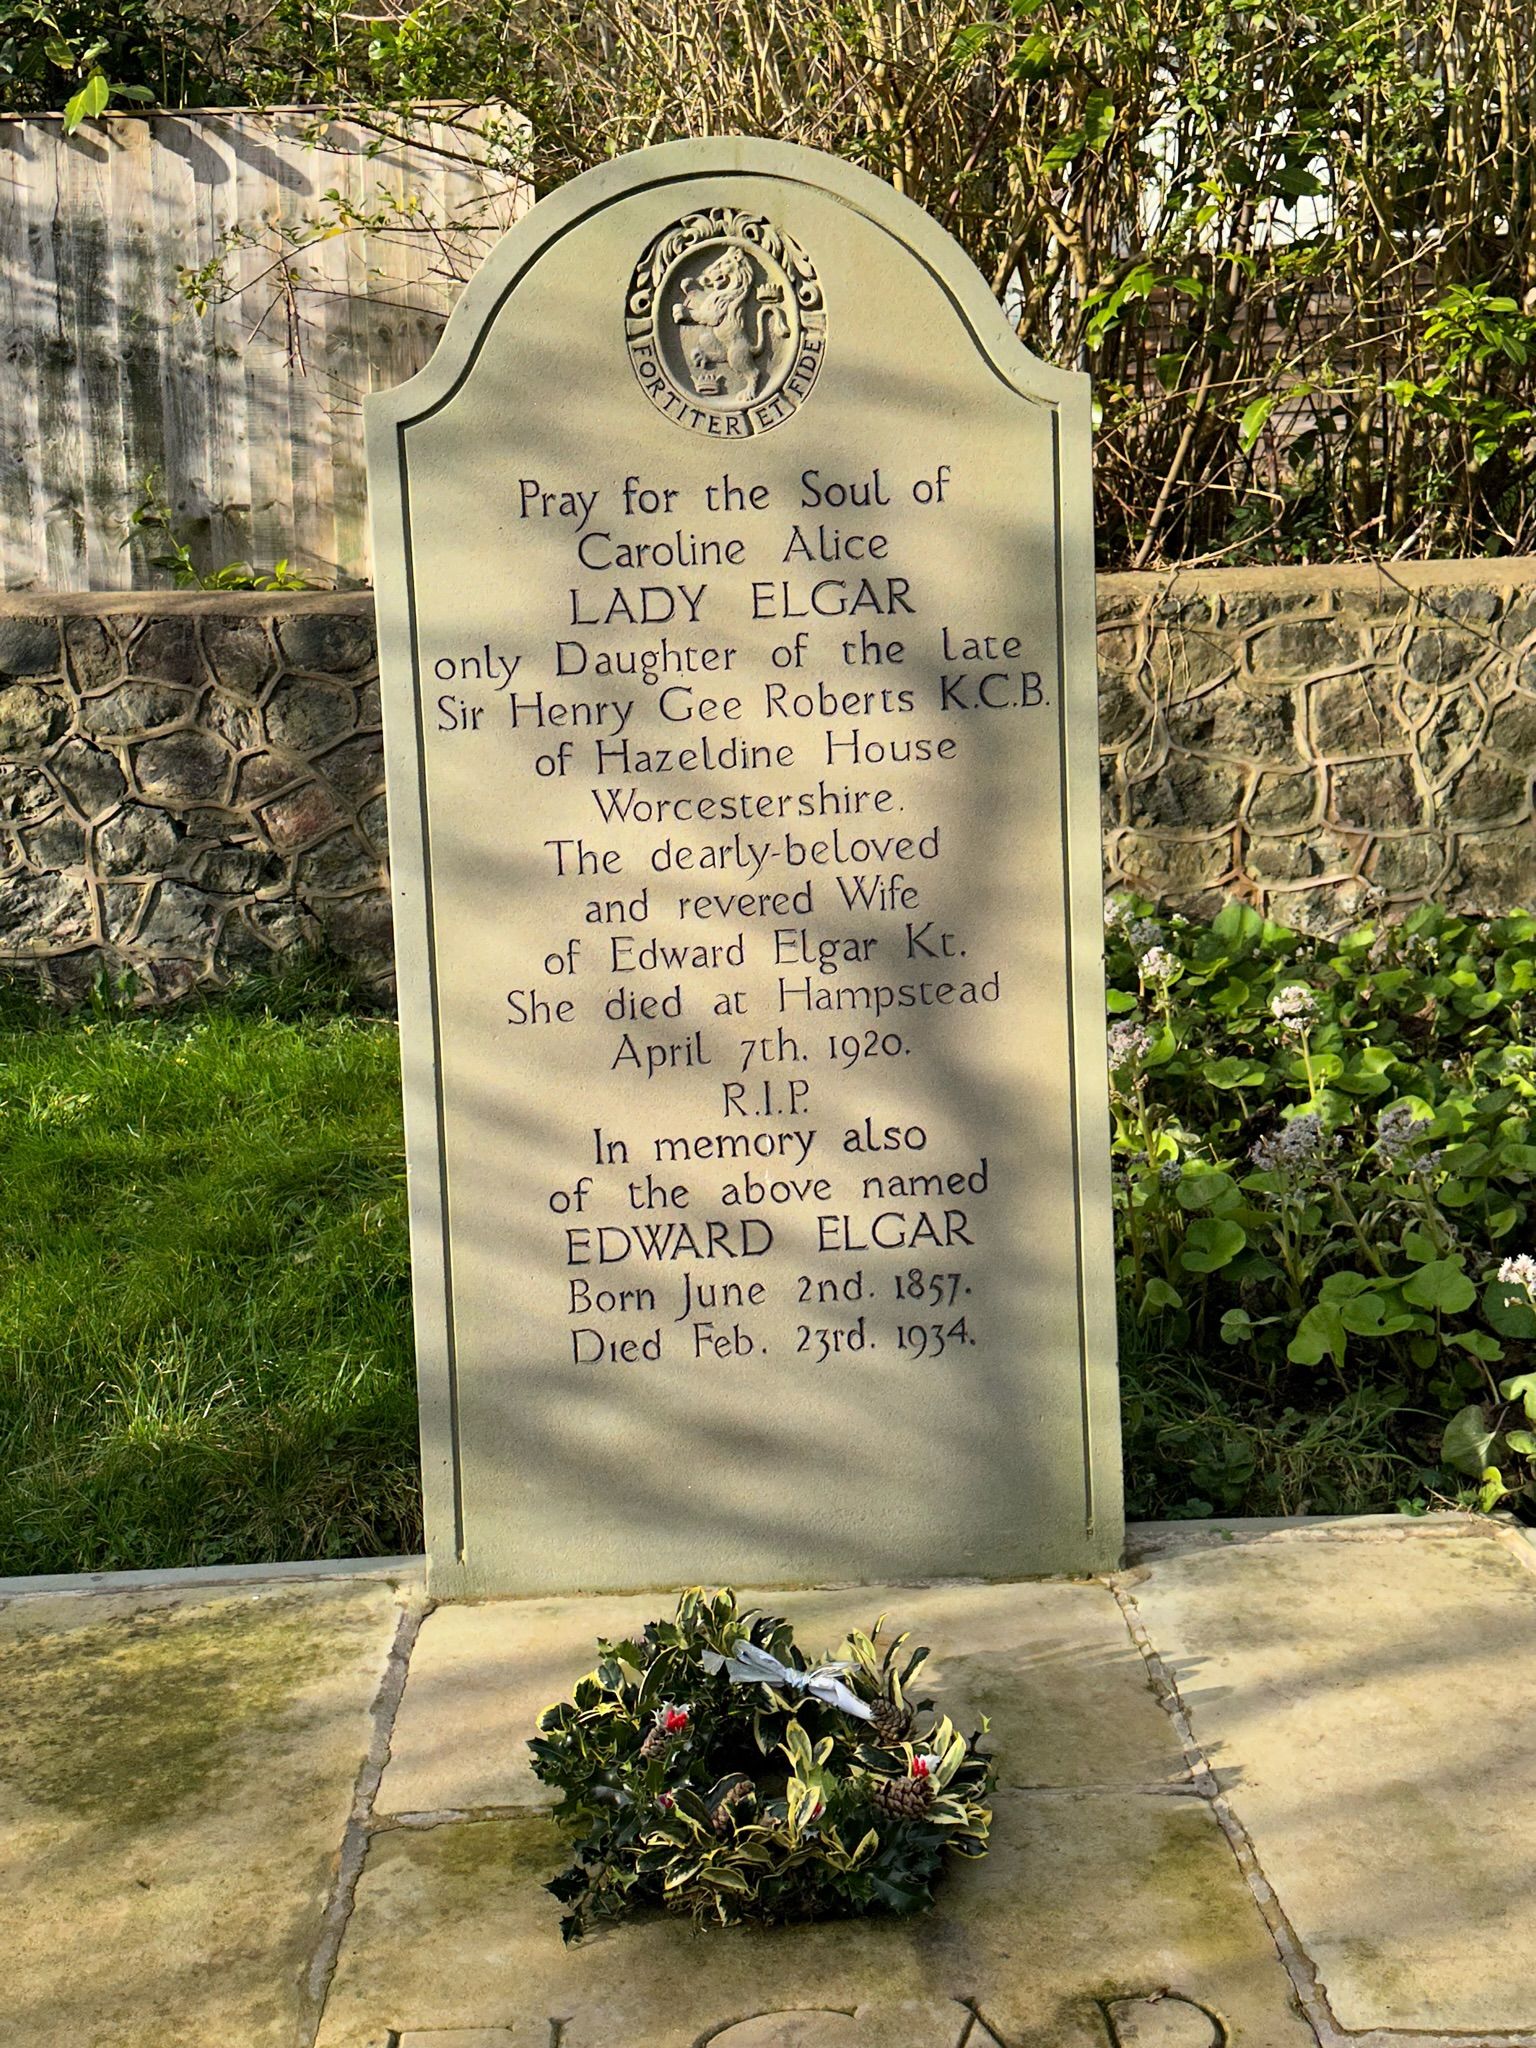 FORTITER ET FIDE
Pray for the Soul of
Caroline Alice
LADY ELGAR
only Daughter of the late
Sir Henry Gee Roberts K.C.B.
of Hazeldine House
Worcestershire.
The dearly-beloved
and revered Wife
of Edward Elgar Kt.
She died at Hampstead
April 7th. 1920.
R.I.P.
In memory also
of the above named
EDWARD ELGAR
Born June 2nd. 1857.
Died Feb. 23rd. 1934.
ELGAR